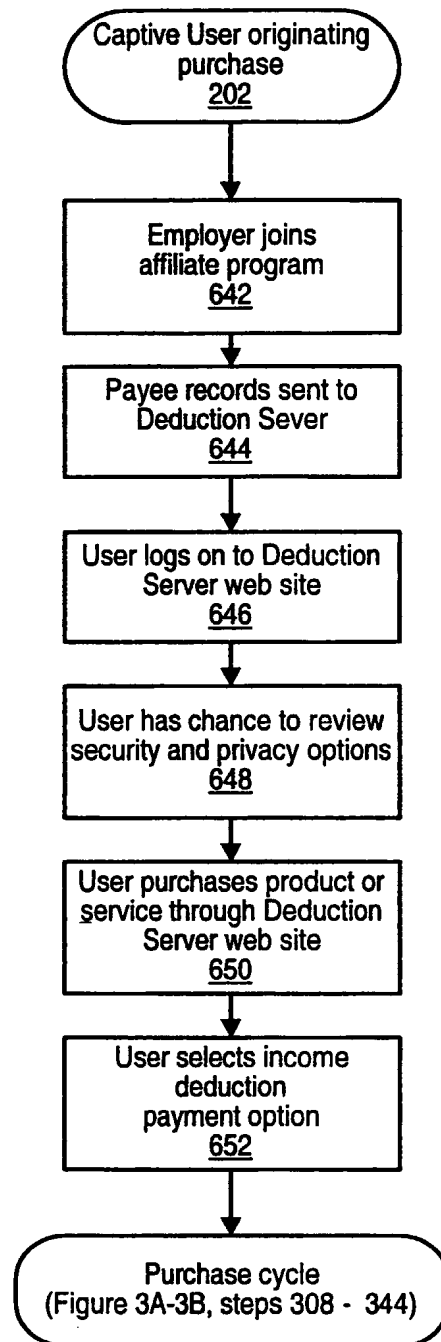 Captive User originating
purchase
202
Employer joins
affiliate program
642
Payee records sent to
Deduction Sever
644
User logs on to Deduction
Server web site
646
User has chance to review
security and privacy options
648
User purchases product or
service through Deduction
Server web site
650
User selects income
deduction
payment option
652
Purchase cycle
(Figure 3A-3B, steps 308 - 344)